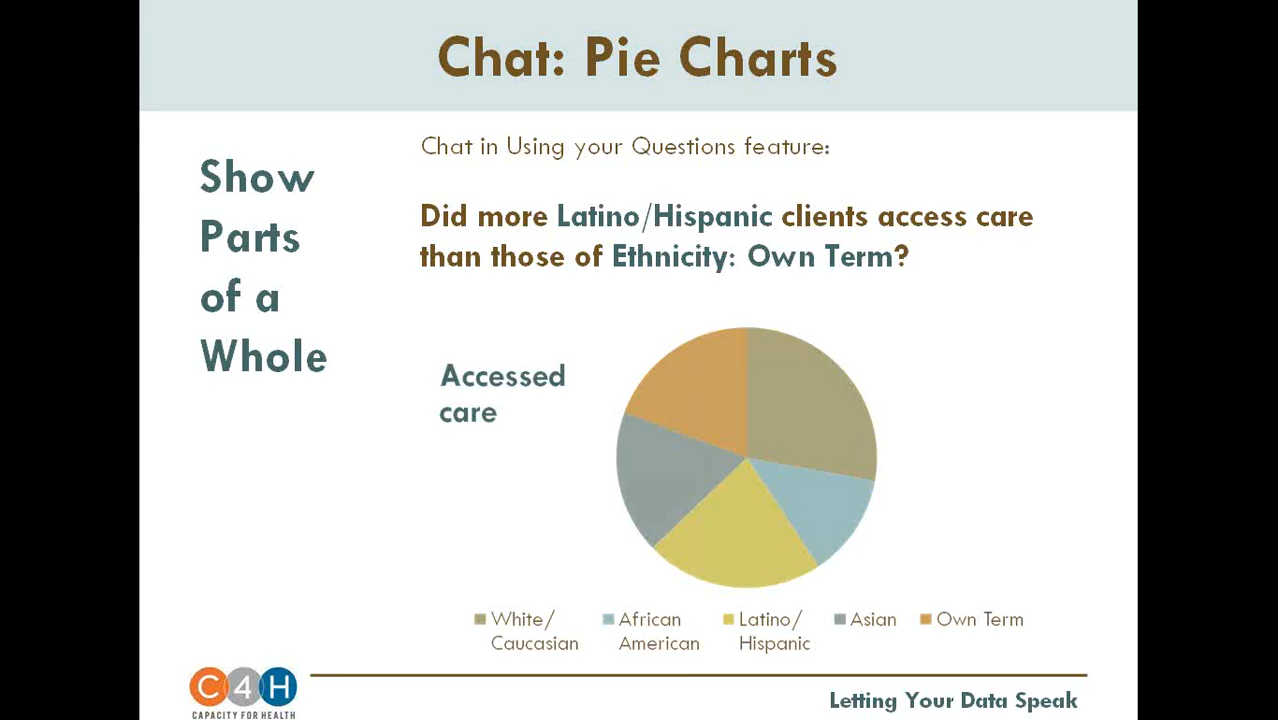 Chat: Pie Charts
Show
Parts
of a
Whole
Chat in Using your Questions feature:
Did more Latino/Hispanic clients access care
than those of Ethnicity: Own Term?
Accessed
care
White/
Caucasian
African
American
Latino/
Hispanic
Asian
Own Term
C4H
CAPACITY FOR HEALTH
Letting Your Data Speak